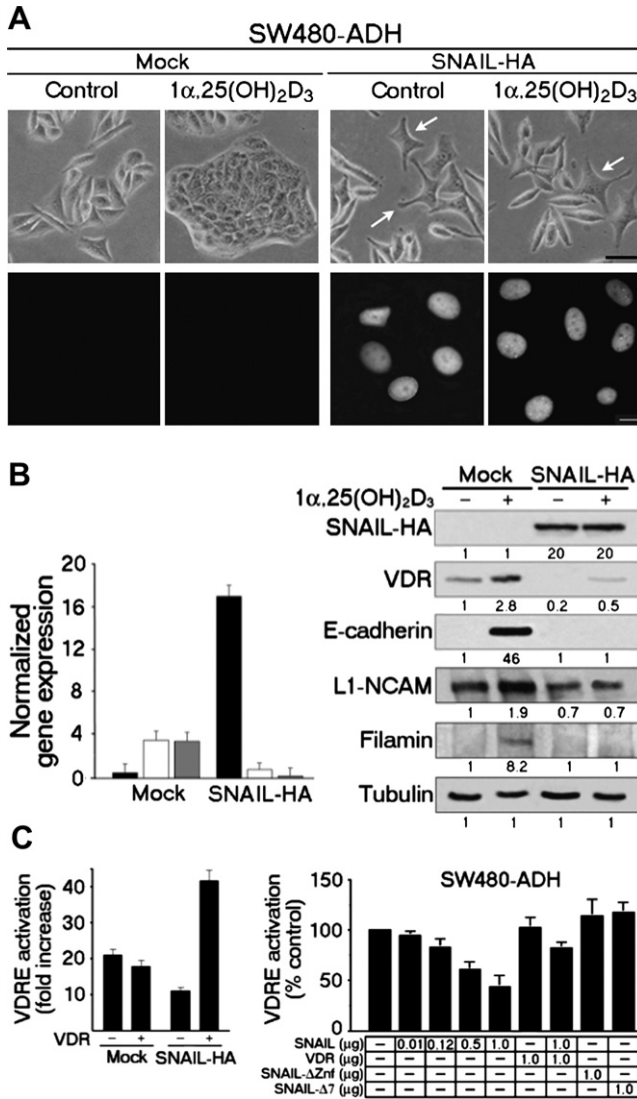 A
SW480-ADH
Mock SNAIL-HA
Control 1α,25(OH)₂D₃ Control 1α,25(OH)₂D₃
B
Normalized
gene expression
20
16
12
8
4
0
Mock SNAIL-HA
Mock SNAIL-HA
1α,25(OH)₂D₃ − + − +
SNAIL-HA
1 1 20 20
VDR
1 2.8 0.2 0.5
E-cadherin
1 46 1 1
L1-NCAM
1 1.9 0.7 0.7
Filamin
1 8.2 1 1
Tubulin
1 1 1 1
C
VDRE activation
(fold increase)
40
30
20
10
VDR − + − +
Mock SNAIL-HA
SW480-ADH
VDRE activation
(% control)
150
100
50
0
SNAIL (μg) − 0.01 0.12 0.5 1.0 − 1.0 − −
VDR (μg) − − − − − 1.0 1.0 − −
SNAIL-ΔZnf (μg) − − − − − − − 1.0 −
SNAIL-Δ7 (μg) − − − − − − − − 1.0